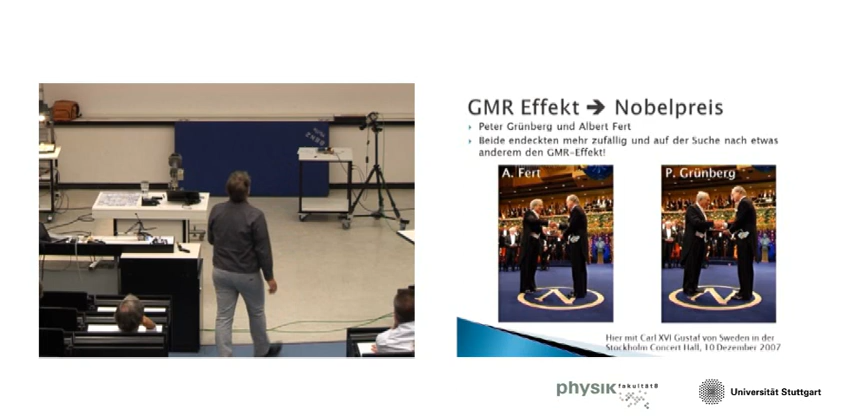 GMR Effekt ➔ Nobelpreis
Peter Grünberg und Albert Fert
Beide endeckten mehr zufällig und auf der Suche nach etwas
anderem den GMR-Effekt!
A. Fert
P. Grünberg
Hier mit Carl XVI Gustaf von Sweden in der
Stockholm Concert Hall, 10 Dezember 2007
physik fakultät8
Universität Stuttgart